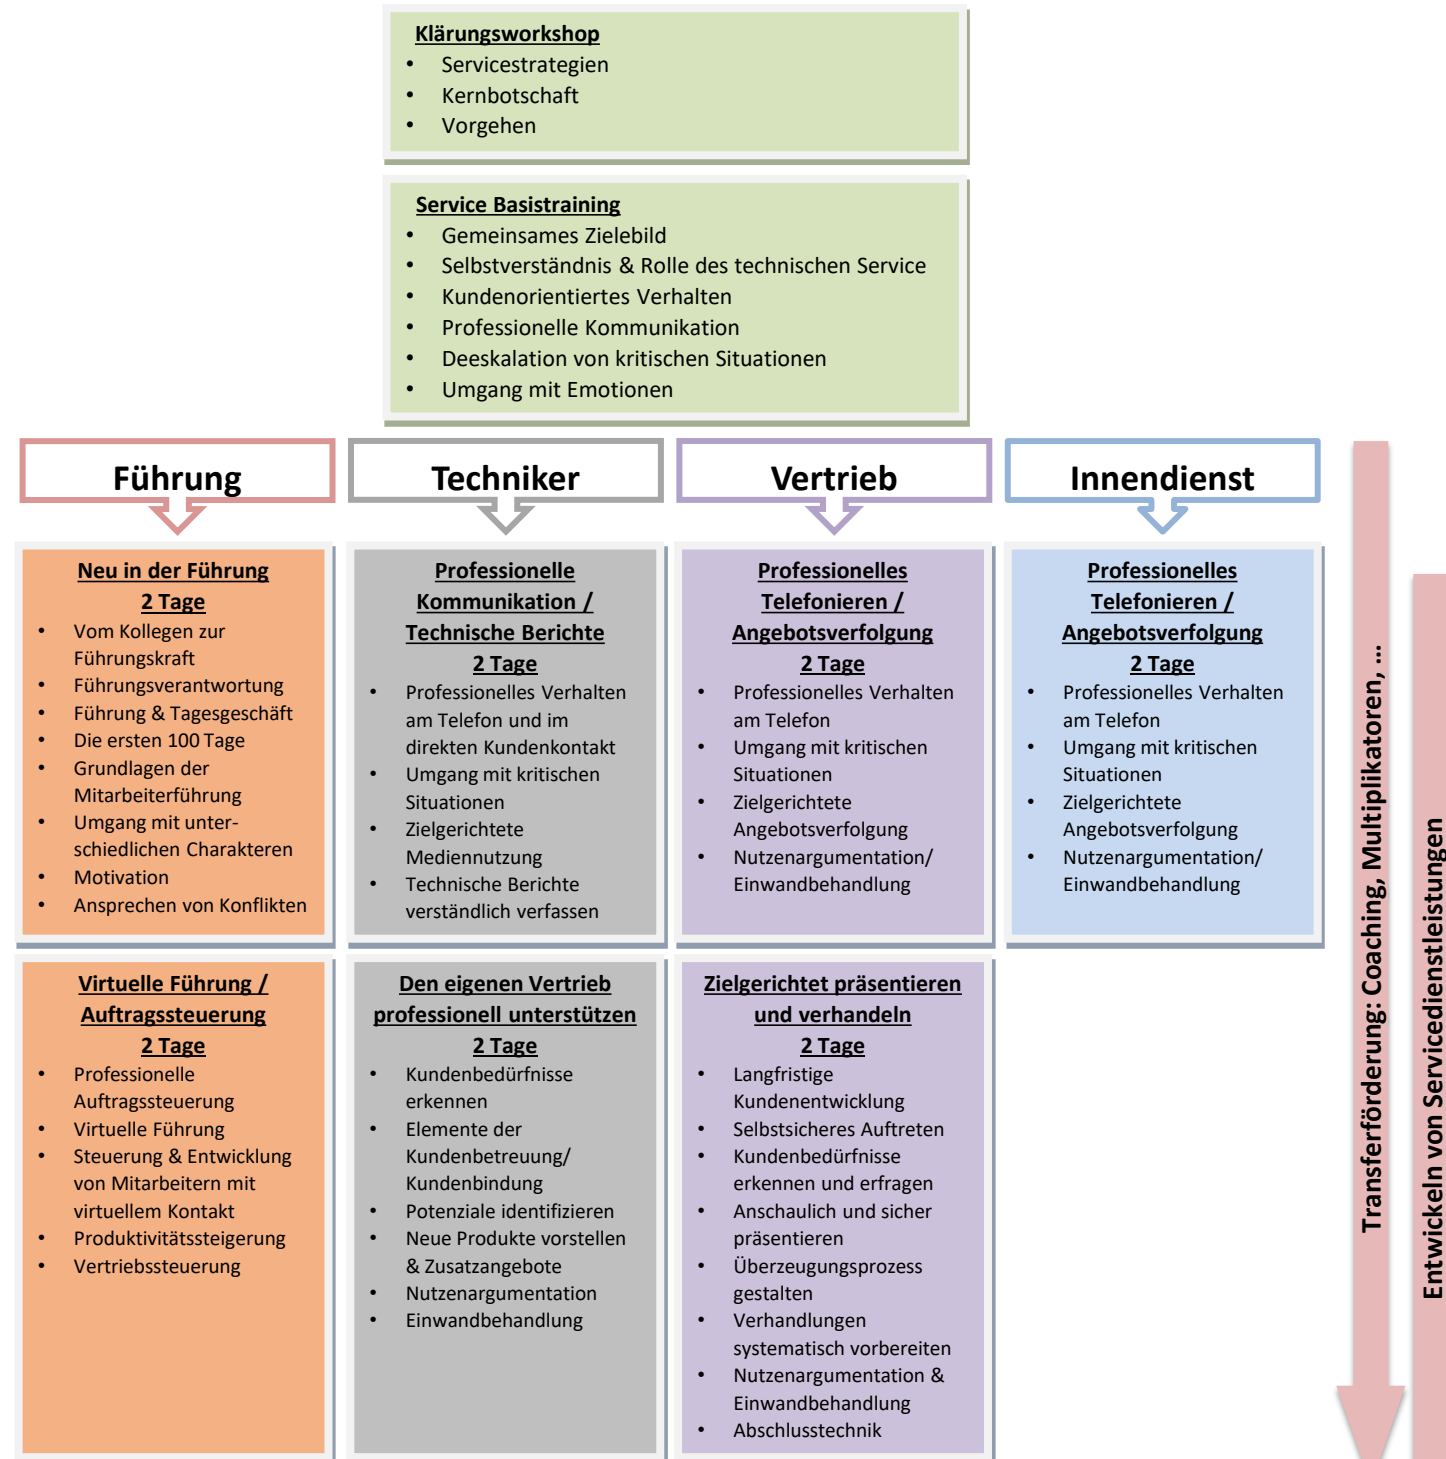 Klärungsworkshop
• Servicestrategien
• Kernbotschaft
• Vorgehen
Service Basistraining
• Gemeinsames Zielebild
• Selbstverständnis & Rolle des technischen Service
• Kundenorientiertes Verhalten
• Professionelle Kommunikation
• Deeskalation von kritischen Situationen
• Umgang mit Emotionen
Führung
Techniker
Vertrieb
Innendienst
Neu in der Führung
2 Tage
• Vom Kollegen zur
Führungskraft
• Führungsverantwortung
• Führung & Tagesgeschäft
• Die ersten 100 Tage
• Grundlagen der
Mitarbeiterführung
• Umgang mit unter-
schiedlichen Charakteren
• Motivation
• Ansprechen von Konflikten
Professionelle
Kommunikation /
Technische Berichte
2 Tage
• Professionelles Verhalten
am Telefon und im
direkten Kundenkontakt
• Umgang mit kritischen
Situationen
• Zielgerichtete
Mediennutzung
• Technische Berichte
verständlich verfassen
Professionelles
Telefonieren /
Angebotsverfolgung
2 Tage
• Professionelles Verhalten
am Telefon
• Umgang mit kritischen
Situationen
• Zielgerichtete
Angebotsverfolgung
• Nutzenargumentation/
Einwandbehandlung
Professionelles
Telefonieren /
Angebotsverfolgung
2 Tage
• Professionelles Verhalten
am Telefon
• Umgang mit kritischen
Situationen
• Zielgerichtete
Angebotsverfolgung
• Nutzenargumentation/
Einwandbehandlung
Virtuelle Führung /
Auftragssteuerung
2 Tage
• Professionelle
Auftragssteuerung
• Virtuelle Führung
• Steuerung & Entwicklung
von Mitarbeitern mit
virtuellem Kontakt
• Produktivitätssteigerung
• Vertriebssteuerung
Den eigenen Vertrieb
professionell unterstützen
2 Tage
• Kundenbedürfnisse
erkennen
• Elemente der
Kundenbetreuung/
Kundenbindung
• Potenziale identifizieren
• Neue Produkte vorstellen
& Zusatzangebote
• Nutzenargumentation
• Einwandbehandlung
Zielgerichtet präsentieren
und verhandeln
2 Tage
• Langfristige
Kundenentwicklung
• Selbstsicheres Auftreten
• Kundenbedürfnisse
erkennen und erfragen
• Anschaulich und sicher
präsentieren
• Überzeugungsprozess
gestalten
• Verhandlungen
systematisch vorbereiten
• Nutzenargumentation &
Einwandbehandlung
• Abschlusstechnik
Transferförderung: Coaching, Multiplikatoren, ...
Entwickeln von Servicedienstleistungen